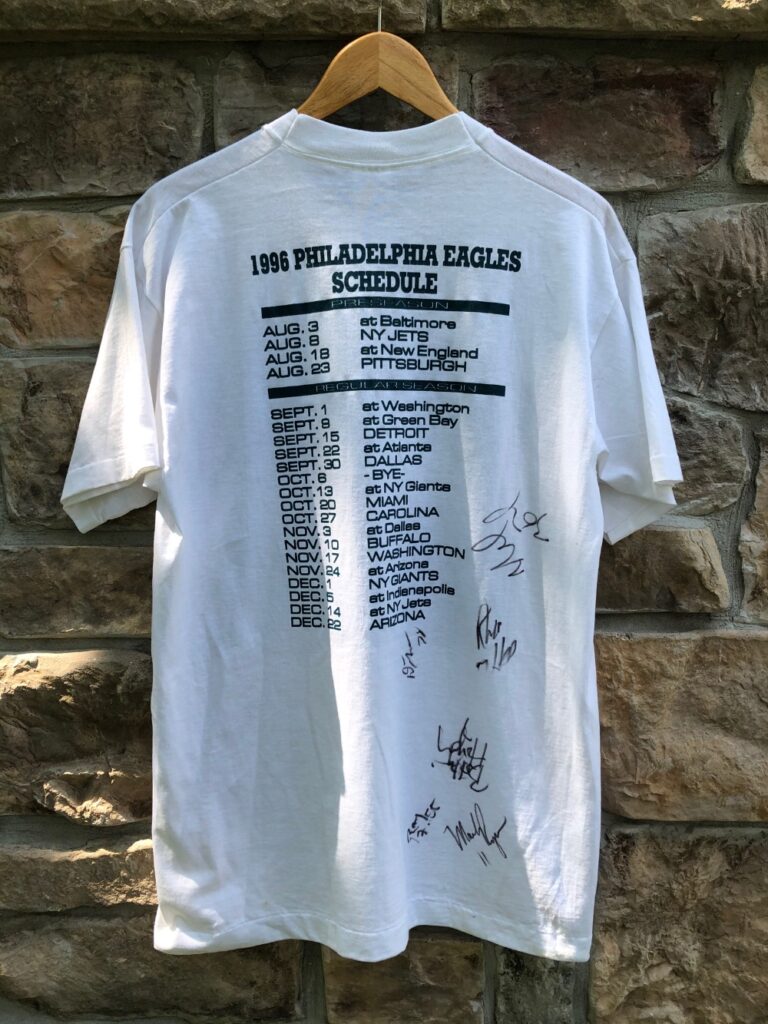 1996 PHILADELPHIA EAGLES
SCHEDULE
PRESEASON
AUG. 3 at Baltimore
AUG. 8 NY JETS
AUG. 18 at New England
AUG. 23 PITTSBURGH
REGULAR SEASON
SEPT. 1 at Washington
SEPT. 9 at Green Bay
SEPT. 15 DETROIT
SEPT. 22 at Atlanta
SEPT. 30 DALLAS
OCT. 6 -BYE-
OCT. 13 at NY Giants
OCT. 20 MIAMI
OCT. 27 CAROLINA
NOV. 3 at Dallas
NOV. 10 BUFFALO
NOV. 17 WASHINGTON
NOV. 24 at Arizona
DEC. 1 NY GIANTS
DEC. 5 at Indianapolis
DEC. 14 at NY Jets
DEC. 22 ARIZONA